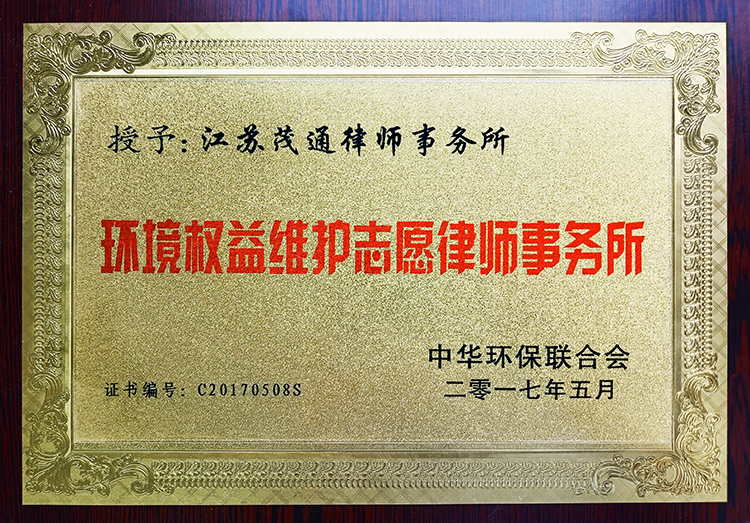 授予:江苏茂通律师事务所
环境权益维护志愿律师事务所
中华环保联合会
证书编号: C20170508S
二零一七年五月